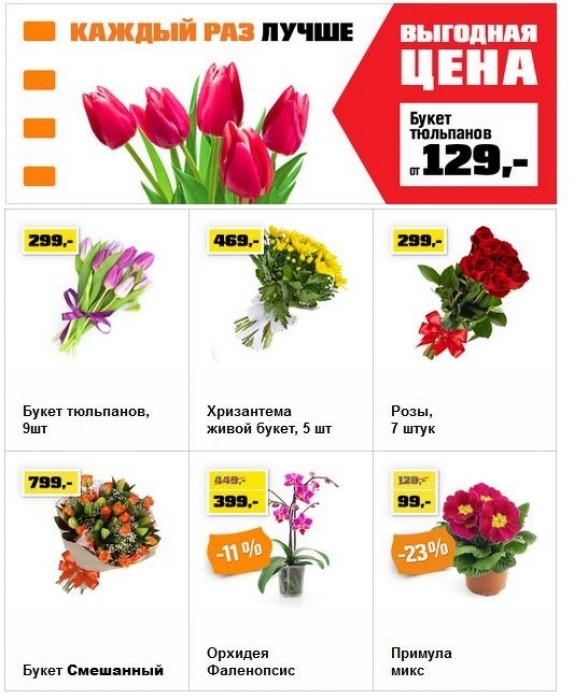 КАЖДЫЙ РАЗ ЛУЧШЕ
ВЫГОДНАЯ
ЦЕНА
Букет
тюльпанов
от 129,-
299,-
Букет тюльпанов,
9шт
469,-
Хризантема
живой букет, 5 шт
299,-
Розы,
7 штук
799,-
Букет Смешанный
449,-
399,-
-11%
Орхидея
Фаленопсис
128,-
99,-
-23%
Примула
микс